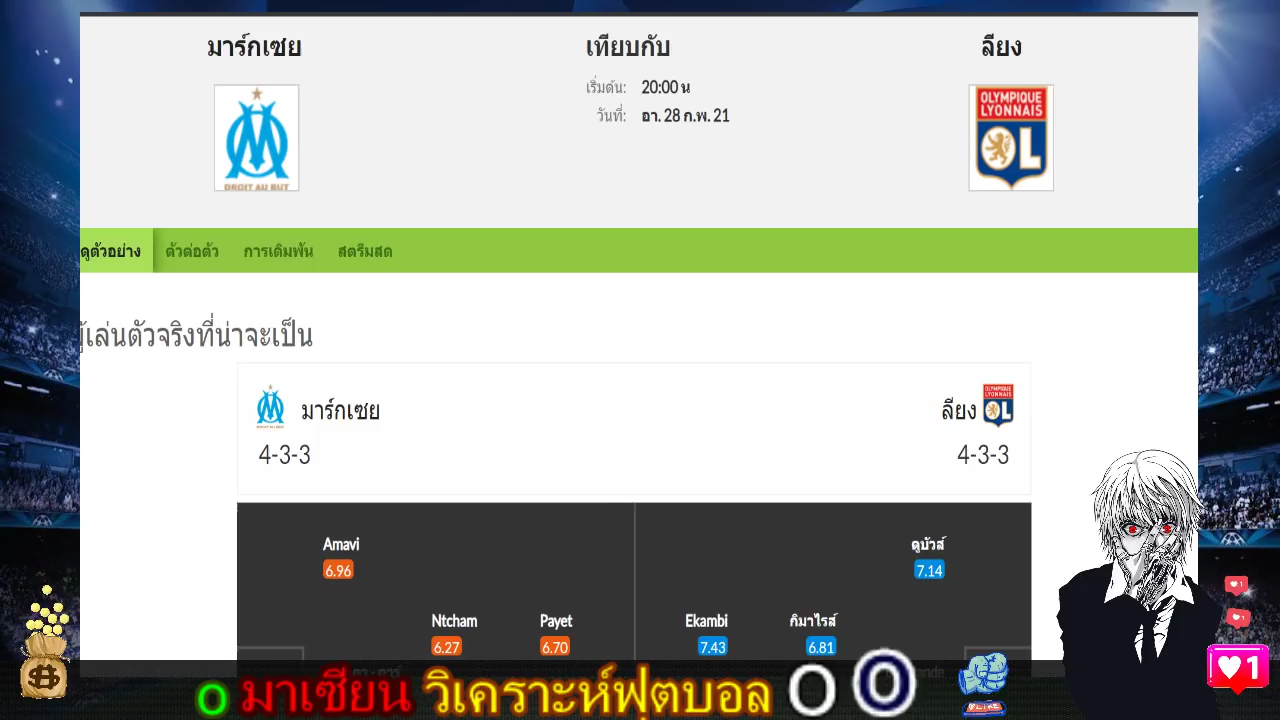 มาร์กเซย เทียบกับ ลียง
เริ่มต้น: 20:00 น
วันที่: อา. 28 ก.พ. 21
DROIT AU BUT
OLYMPIQUE
LYONNAIS
OL
ดูตัวอย่าง ตัวต่อตัว การเดิมพัน สตรีมสด
ผู้เล่นตัวจริงที่น่าจะเป็น
มาร์กเซย ลียง
4-3-3 4-3-3
Amavi ดูบัวส์
6.96 7.14
Ntcham Payet Ekambi กิมาไรส์
6.27 6.70 7.43 6.81
o มาเซียน วิเคราะห์ฟุตบอล O O
LIKE
1